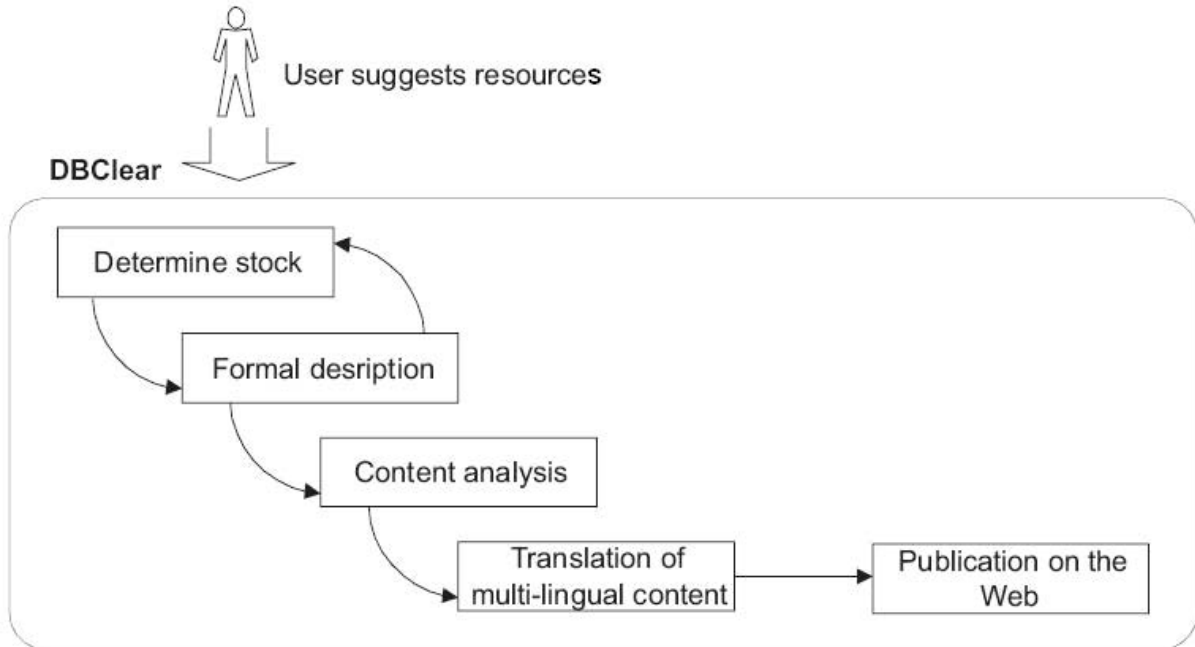 User suggests resources
DBClear
Determine stock
Formal desription
Content analysis
Translation of
multi-lingual content
Publication on the
Web